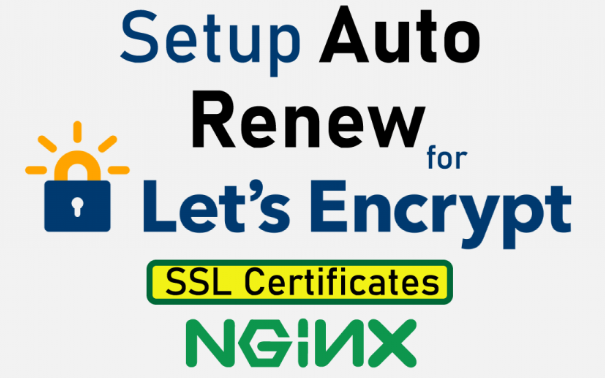 Setup Auto
Renew
for
Let's Encrypt
SSL Certificates
NGINX